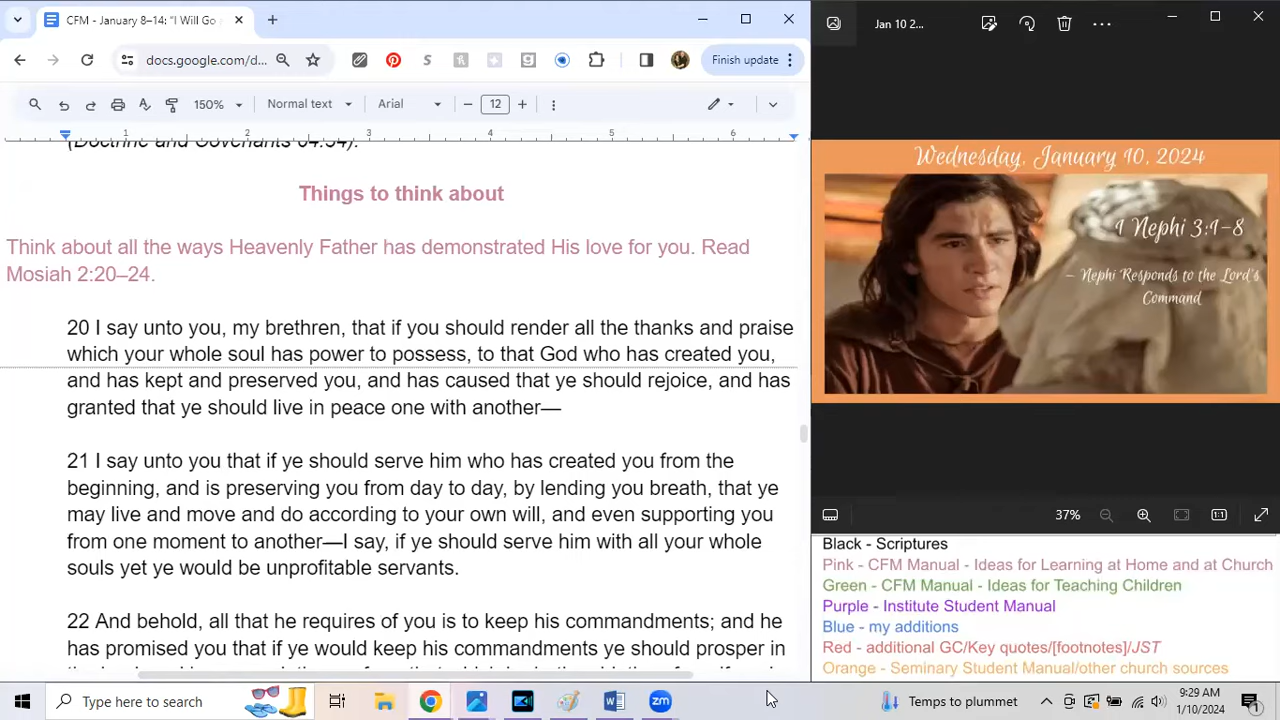 CFM - January 8–14: "I Will Go
docs.google.com/d...
Finish update
150%
Normal text
Arial
12
1 2 3 4 5 6
(Doctrine and Covenants 64:34).
Things to think about
Think about all the ways Heavenly Father has demonstrated His love for you. Read
Mosiah 2:20–24.
20 I say unto you, my brethren, that if you should render all the thanks and praise
which your whole soul has power to possess, to that God who has created you,
and has kept and preserved you, and has caused that ye should rejoice, and has
granted that ye should live in peace one with another—
21 I say unto you that if ye should serve him who has created you from the
beginning, and is preserving you from day to day, by lending you breath, that ye
may live and move and do according to your own will, and even supporting you
from one moment to another—I say, if ye should serve him with all your whole
souls yet ye would be unprofitable servants.
22 And behold, all that he requires of you is to keep his commandments; and he
has promised you that if ye would keep his commandments ye should prosper in
Jan 10 2...
Wednesday, January 10, 2024
1 Nephi 3:1–8
– Nephi Responds to the Lord's
Command
37%
1:1
Black - Scriptures
Pink - CFM Manual - Ideas for Learning at Home and at Church
Green - CFM Manual - Ideas for Teaching Children
Purple - Institute Student Manual
Blue - my additions
Red - additional GC/Key quotes/[footnotes]/JST
Orange - Seminary Student Manual/other church sources
Type here to search
Temps to plummet
9:29 AM
1/10/2024
1